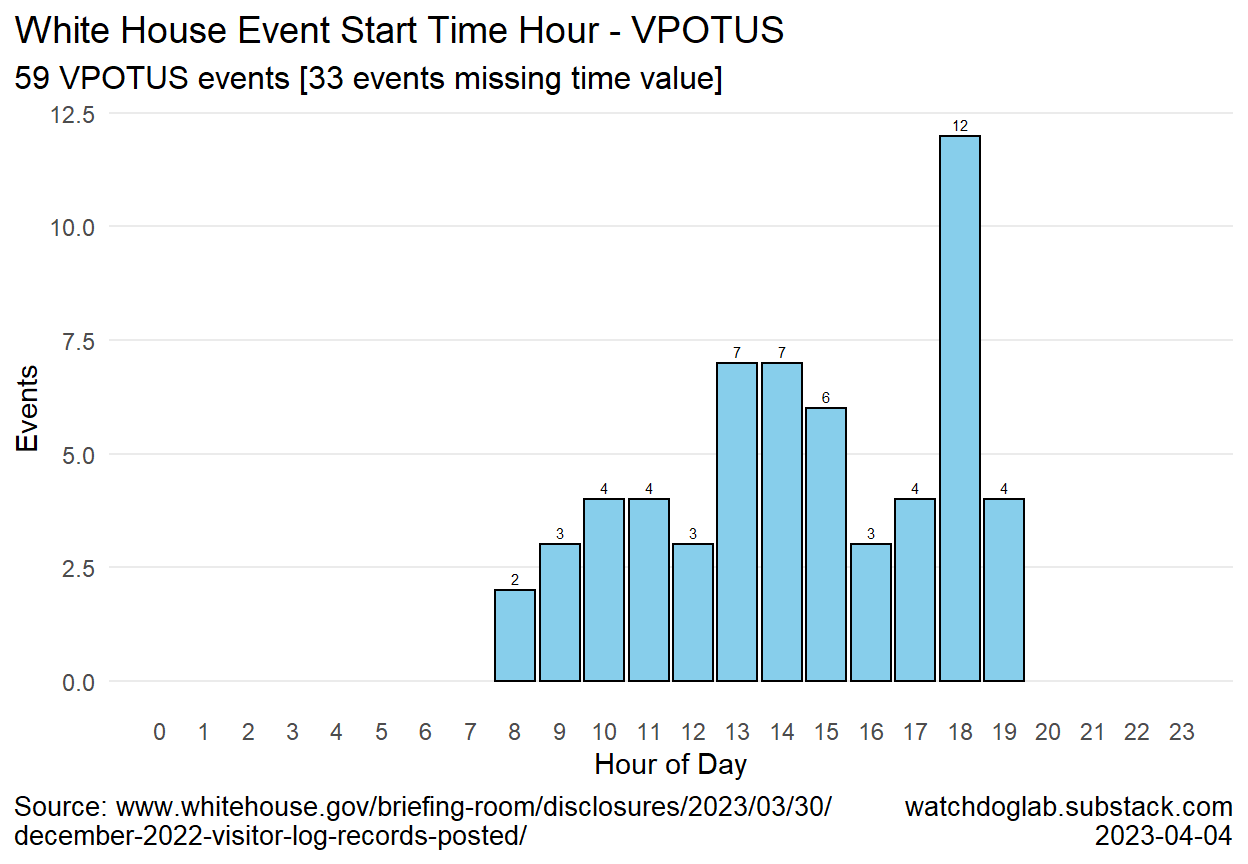 White House Event Start Time Hour - VPOTUS
59 VPOTUS events [33 events missing time value]
12.5
10.0
7.5
5.0
2.5
0.0
Events
2
3
4
4
3
7
7
6
3
4
12
4
0 1 2 3 4 5 6 7 8 9 10 11 12 13 14 15 16 17 18 19 20 21 22 23
Hour of Day
Source: www.whitehouse.gov/briefing-room/disclosures/2023/03/30/
december-2022-visitor-log-records-posted/
watchdoglab.substack.com
2023-04-04